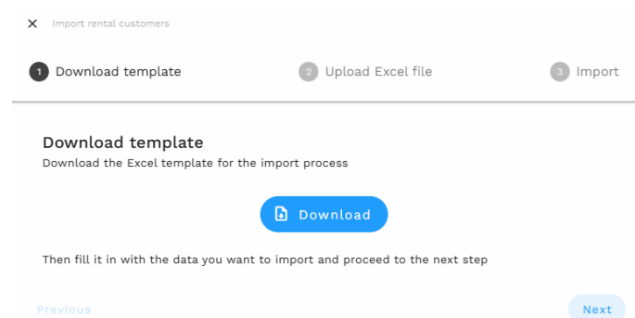 Import rental customers
1 Download template
2 Upload Excel file
3 Import
Download template
Download the Excel template for the import process
Download
Then fill it in with the data you want to import and proceed to the next step
Previous
Next